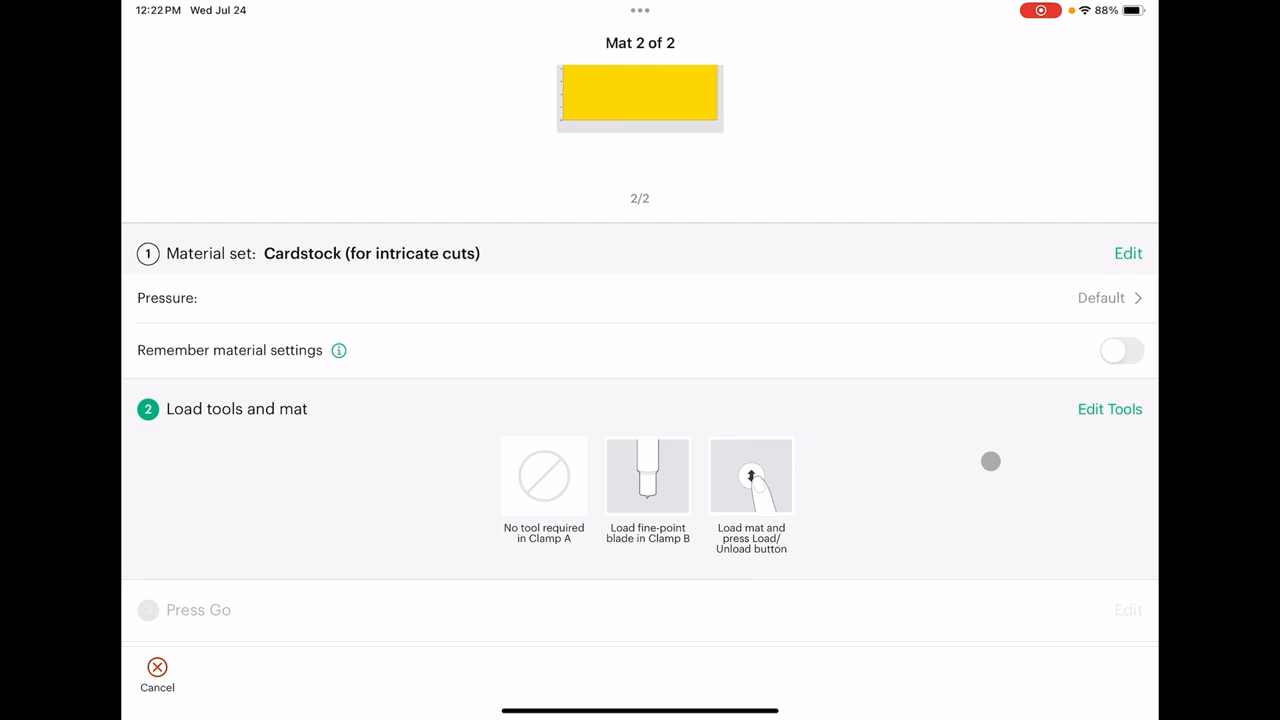 12:22 PM Wed Jul 24
88%
Mat 2 of 2
2/2
1 Material set: Cardstock (for intricate cuts) Edit
Pressure: Default
Remember material settings
2 Load tools and mat Edit Tools
No tool required
in Clamp A
Load fine-point
blade in Clamp B
Load mat and
press Load/
Unload button
Press Go Edit
Cancel